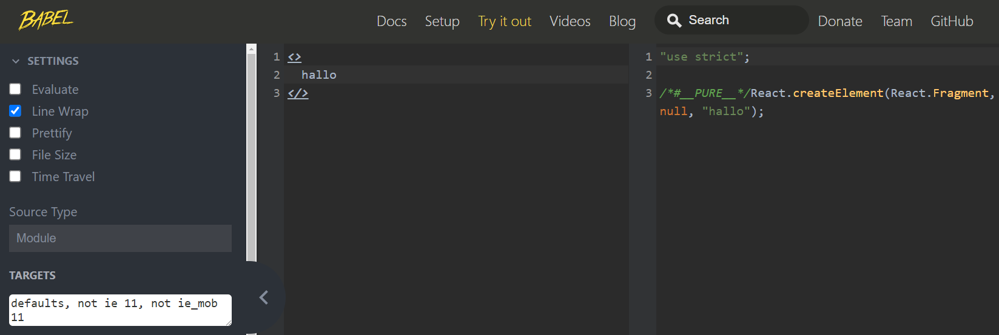 BABEL
Docs Setup Try it out Videos Blog Search Donate Team GitHub
SETTINGS
Evaluate
Line Wrap
Prettify
File Size
Time Travel
Source Type
Module
TARGETS
defaults, not ie 11, not ie_mob
11
1 <>
2 hallo
3 </>
1 "use strict";
2
3 /*#__PURE__*/React.createElement(React.Fragment,
null, "hallo");